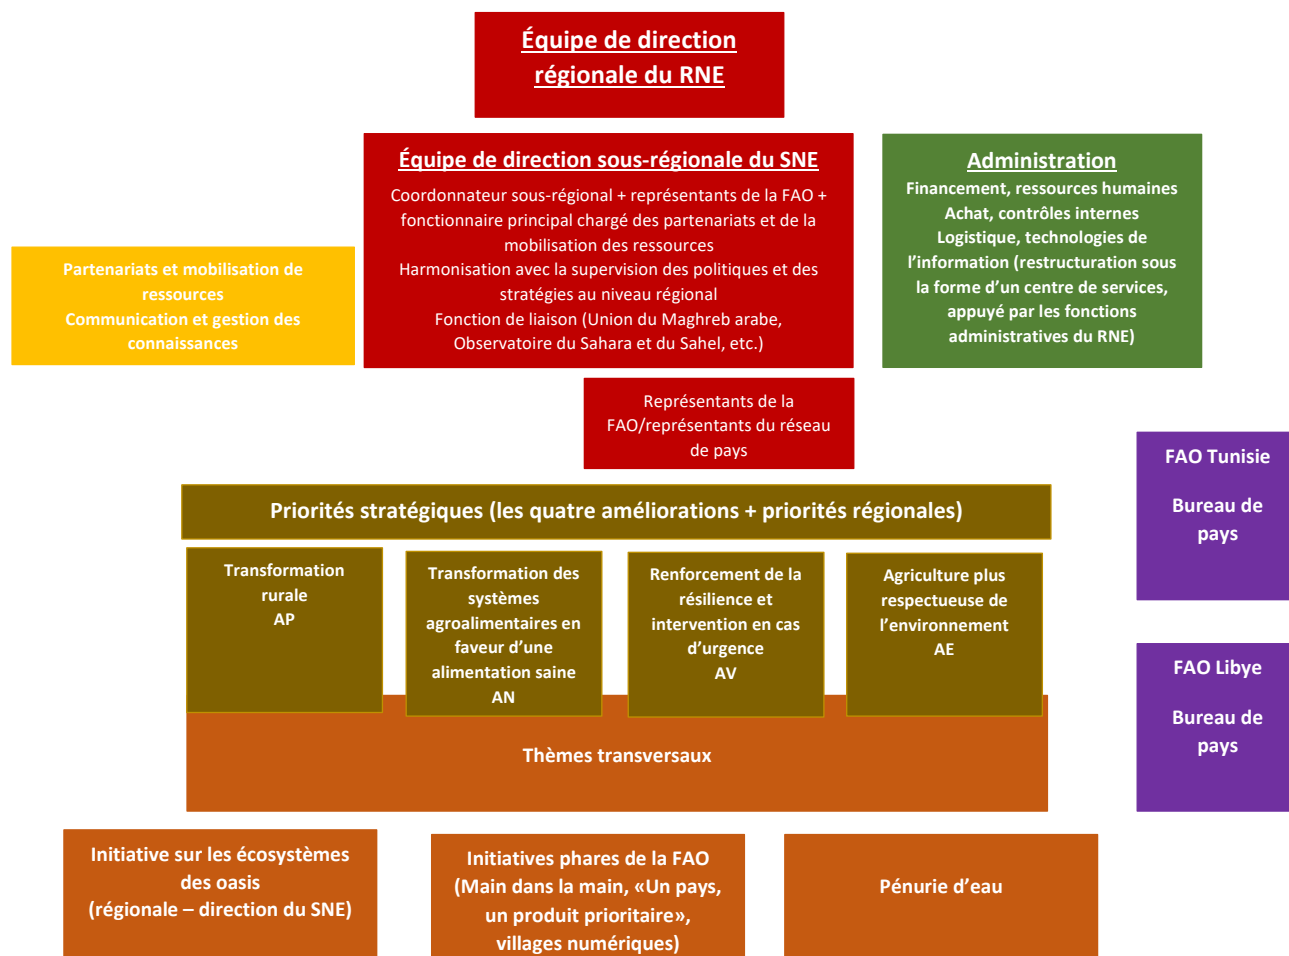 Équipe de direction
régionale du RNE
Équipe de direction sous-régionale du SNE
Coordonnateur sous-régional + représentants de la FAO +
fonctionnaire principal chargé des partenariats et de la
mobilisation des ressources
Harmonisation avec la supervision des politiques et des
stratégies au niveau régional
Fonction de liaison (Union du Maghreb arabe,
Observatoire du Sahara et du Sahel, etc.)
Administration
Financement, ressources humaines
Achat, contrôles internes
Logistique, technologies de
l’information (restructuration sous
la forme d’un centre de services,
appuyé par les fonctions
administratives du RNE)
Partenariats et mobilisation de
ressources
Communication et gestion des
connaissances
Représentants de la
FAO/représentants du réseau
de pays
FAO Tunisie
Bureau de
pays
Priorités stratégiques (les quatre améliorations + priorités régionales)
Transformation
rurale
AP
Transformation des
systèmes
agroalimentaires en
faveur d’une
alimentation saine
AN
Renforcement de la
résilience et
intervention en cas
d’urgence
AV
Agriculture plus
respectueuse de
l’environnement
AE
FAO Libye
Bureau de
pays
Thèmes transversaux
Initiative sur les écosystèmes
des oasis
(régionale – direction du SNE)
Initiatives phares de la FAO
(Main dans la main, «Un pays,
un produit prioritaire»,
villages numériques)
Pénurie d’eau